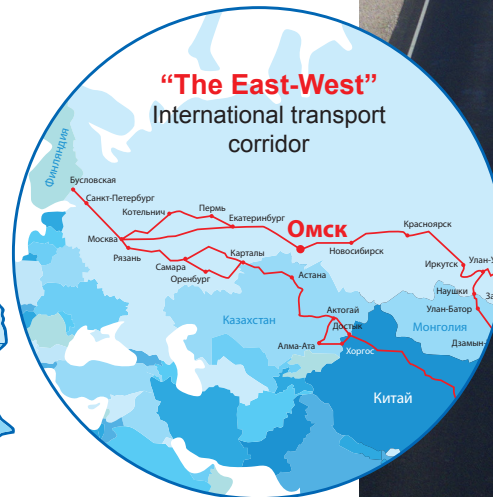 “The East-West”
International transport
corridor
Финляндия
Бусловская
Санкт-Петербург
Котельнич
Пермь
Екатеринбург
Москва
Рязань
Самара
Оренбург
Карталы
Омск
Новосибирск
Красноярск
Иркутск
Наушки
Улан-Батор
Астана
Казахстан
Актогай
Достык
Алма-Ата
Хоргос
Монголия
Китай